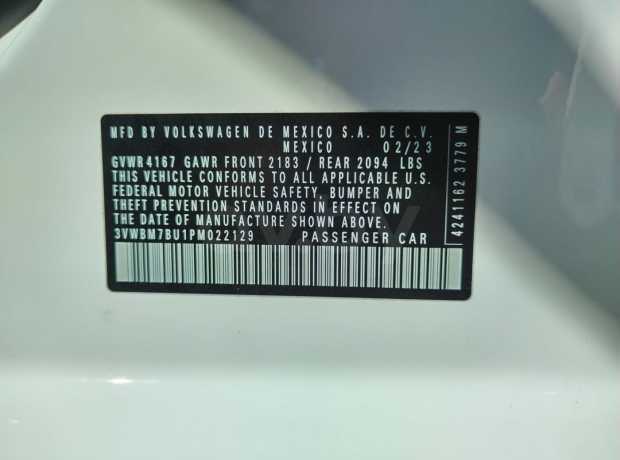 MFD BY VOLKSWAGEN DE MEXICO S.A. DE C.V.
MEXICO 02/23
GVWR 4167 GAWR FRONT 2183 / REAR 2094 LBS
THIS VEHICLE CONFORMS TO ALL APPLICABLE U.S.
FEDERAL MOTOR VEHICLE SAFETY, BUMPER AND
THEFT PREVENTION STANDARDS IN EFFECT ON
THE DATE OF MANUFACTURE SHOWN ABOVE.
3VWBM7BU1PM022129 PASSENGER CAR
4241162 3779 M